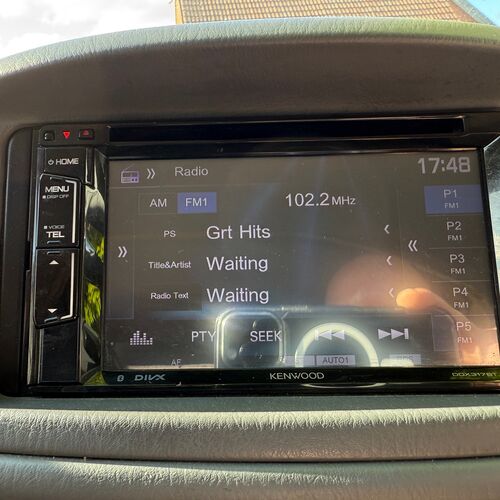 HOME
Radio
17:48
MENU
DISP OFF
AM FM1 102.2MHz
P1
FM1
VOICE
TEL
PS Grt Hits
P2
FM1
Title&Artist Waiting
P3
FM1
Radio Text Waiting
P4
FM1
PTY SEEK
P5
AF AUTO1
DIVX KENWOOD DDX317BT